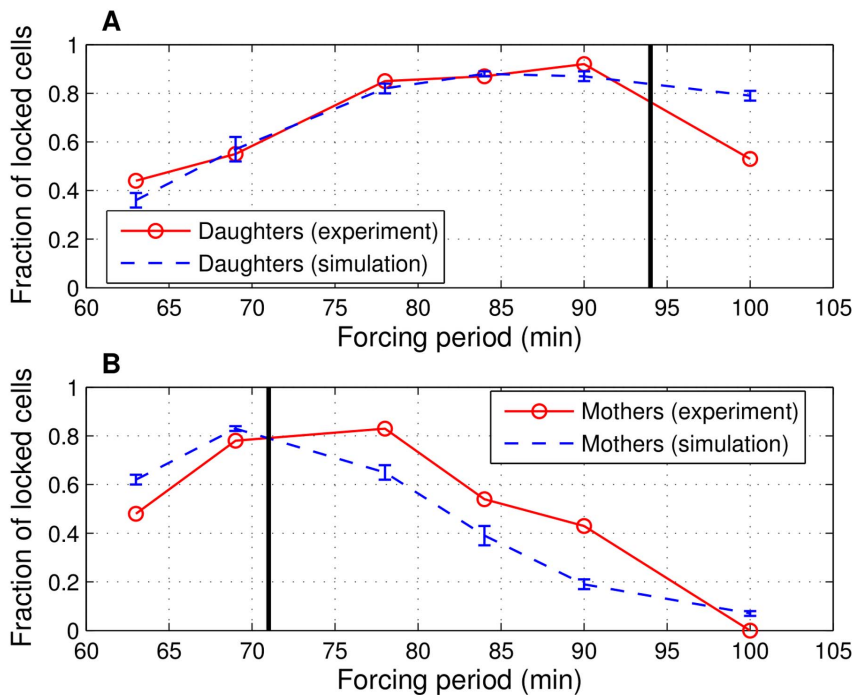 A
Fraction of locked cells
1
0.8
0.6
0.4
0.2
0
Daughters (experiment)
Daughters (simulation)
60 65 70 75 80 85 90 95 100 105
Forcing period (min)
B
Fraction of locked cells
1
0.8
0.6
0.4
0.2
0
Mothers (experiment)
Mothers (simulation)
60 65 70 75 80 85 90 95 100 105
Forcing period (min)